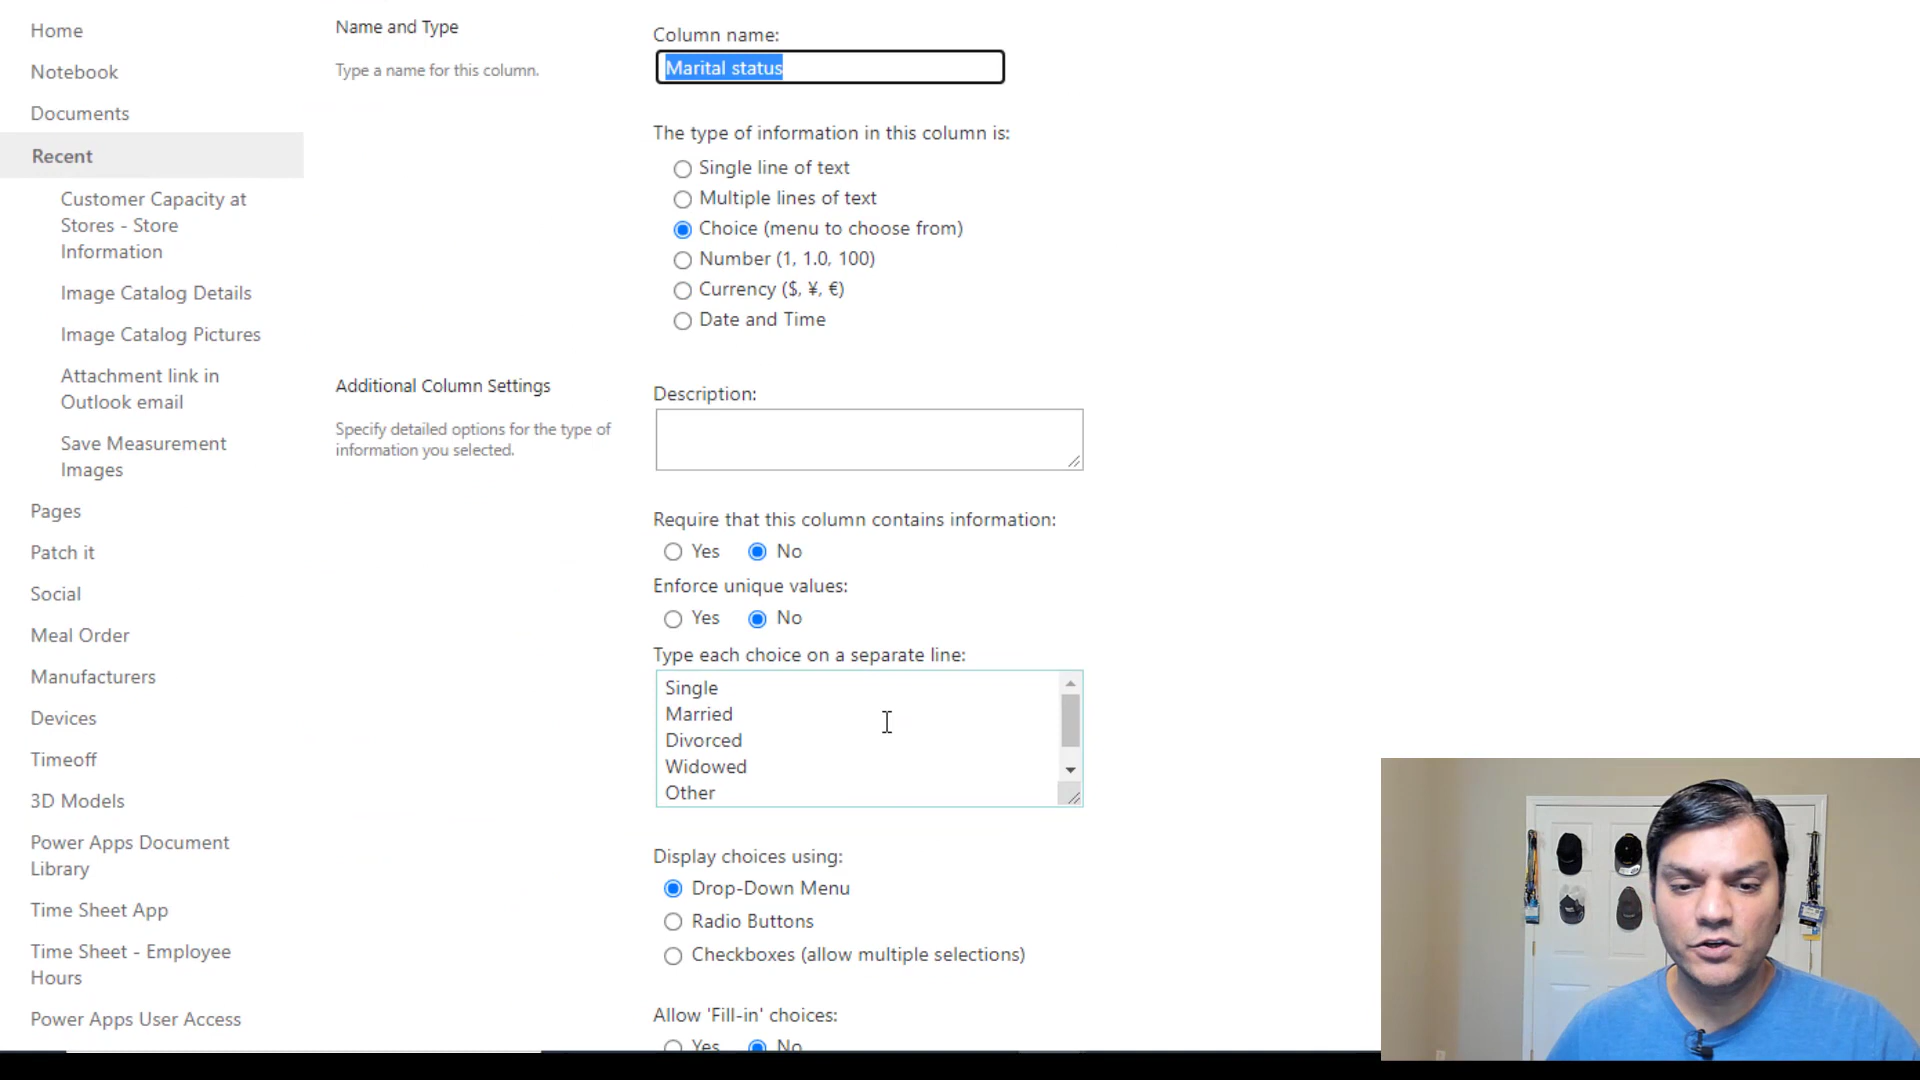 Home
Notebook
Documents
Recent
Customer Capacity at
Stores - Store
Information
Image Catalog Details
Image Catalog Pictures
Attachment link in
Outlook email
Save Measurement
Images
Pages
Patch it
Social
Meal Order
Manufacturers
Devices
Timeoff
3D Models
Power Apps Document
Library
Time Sheet App
Time Sheet - Employee
Hours
Power Apps User Access
Name and Type
Type a name for this column.
Column name:
Marital status
The type of information in this column is:
Single line of text
Multiple lines of text
Choice (menu to choose from)
Number (1, 1.0, 100)
Currency ($, ¥, €)
Date and Time
Additional Column Settings
Specify detailed options for the type of
information you selected.
Description:
Require that this column contains information:
Yes No
Enforce unique values:
Yes No
Type each choice on a separate line:
Single
Married
Divorced
Widowed
Other
Display choices using:
Drop-Down Menu
Radio Buttons
Checkboxes (allow multiple selections)
Allow 'Fill-in' choices:
Yes No